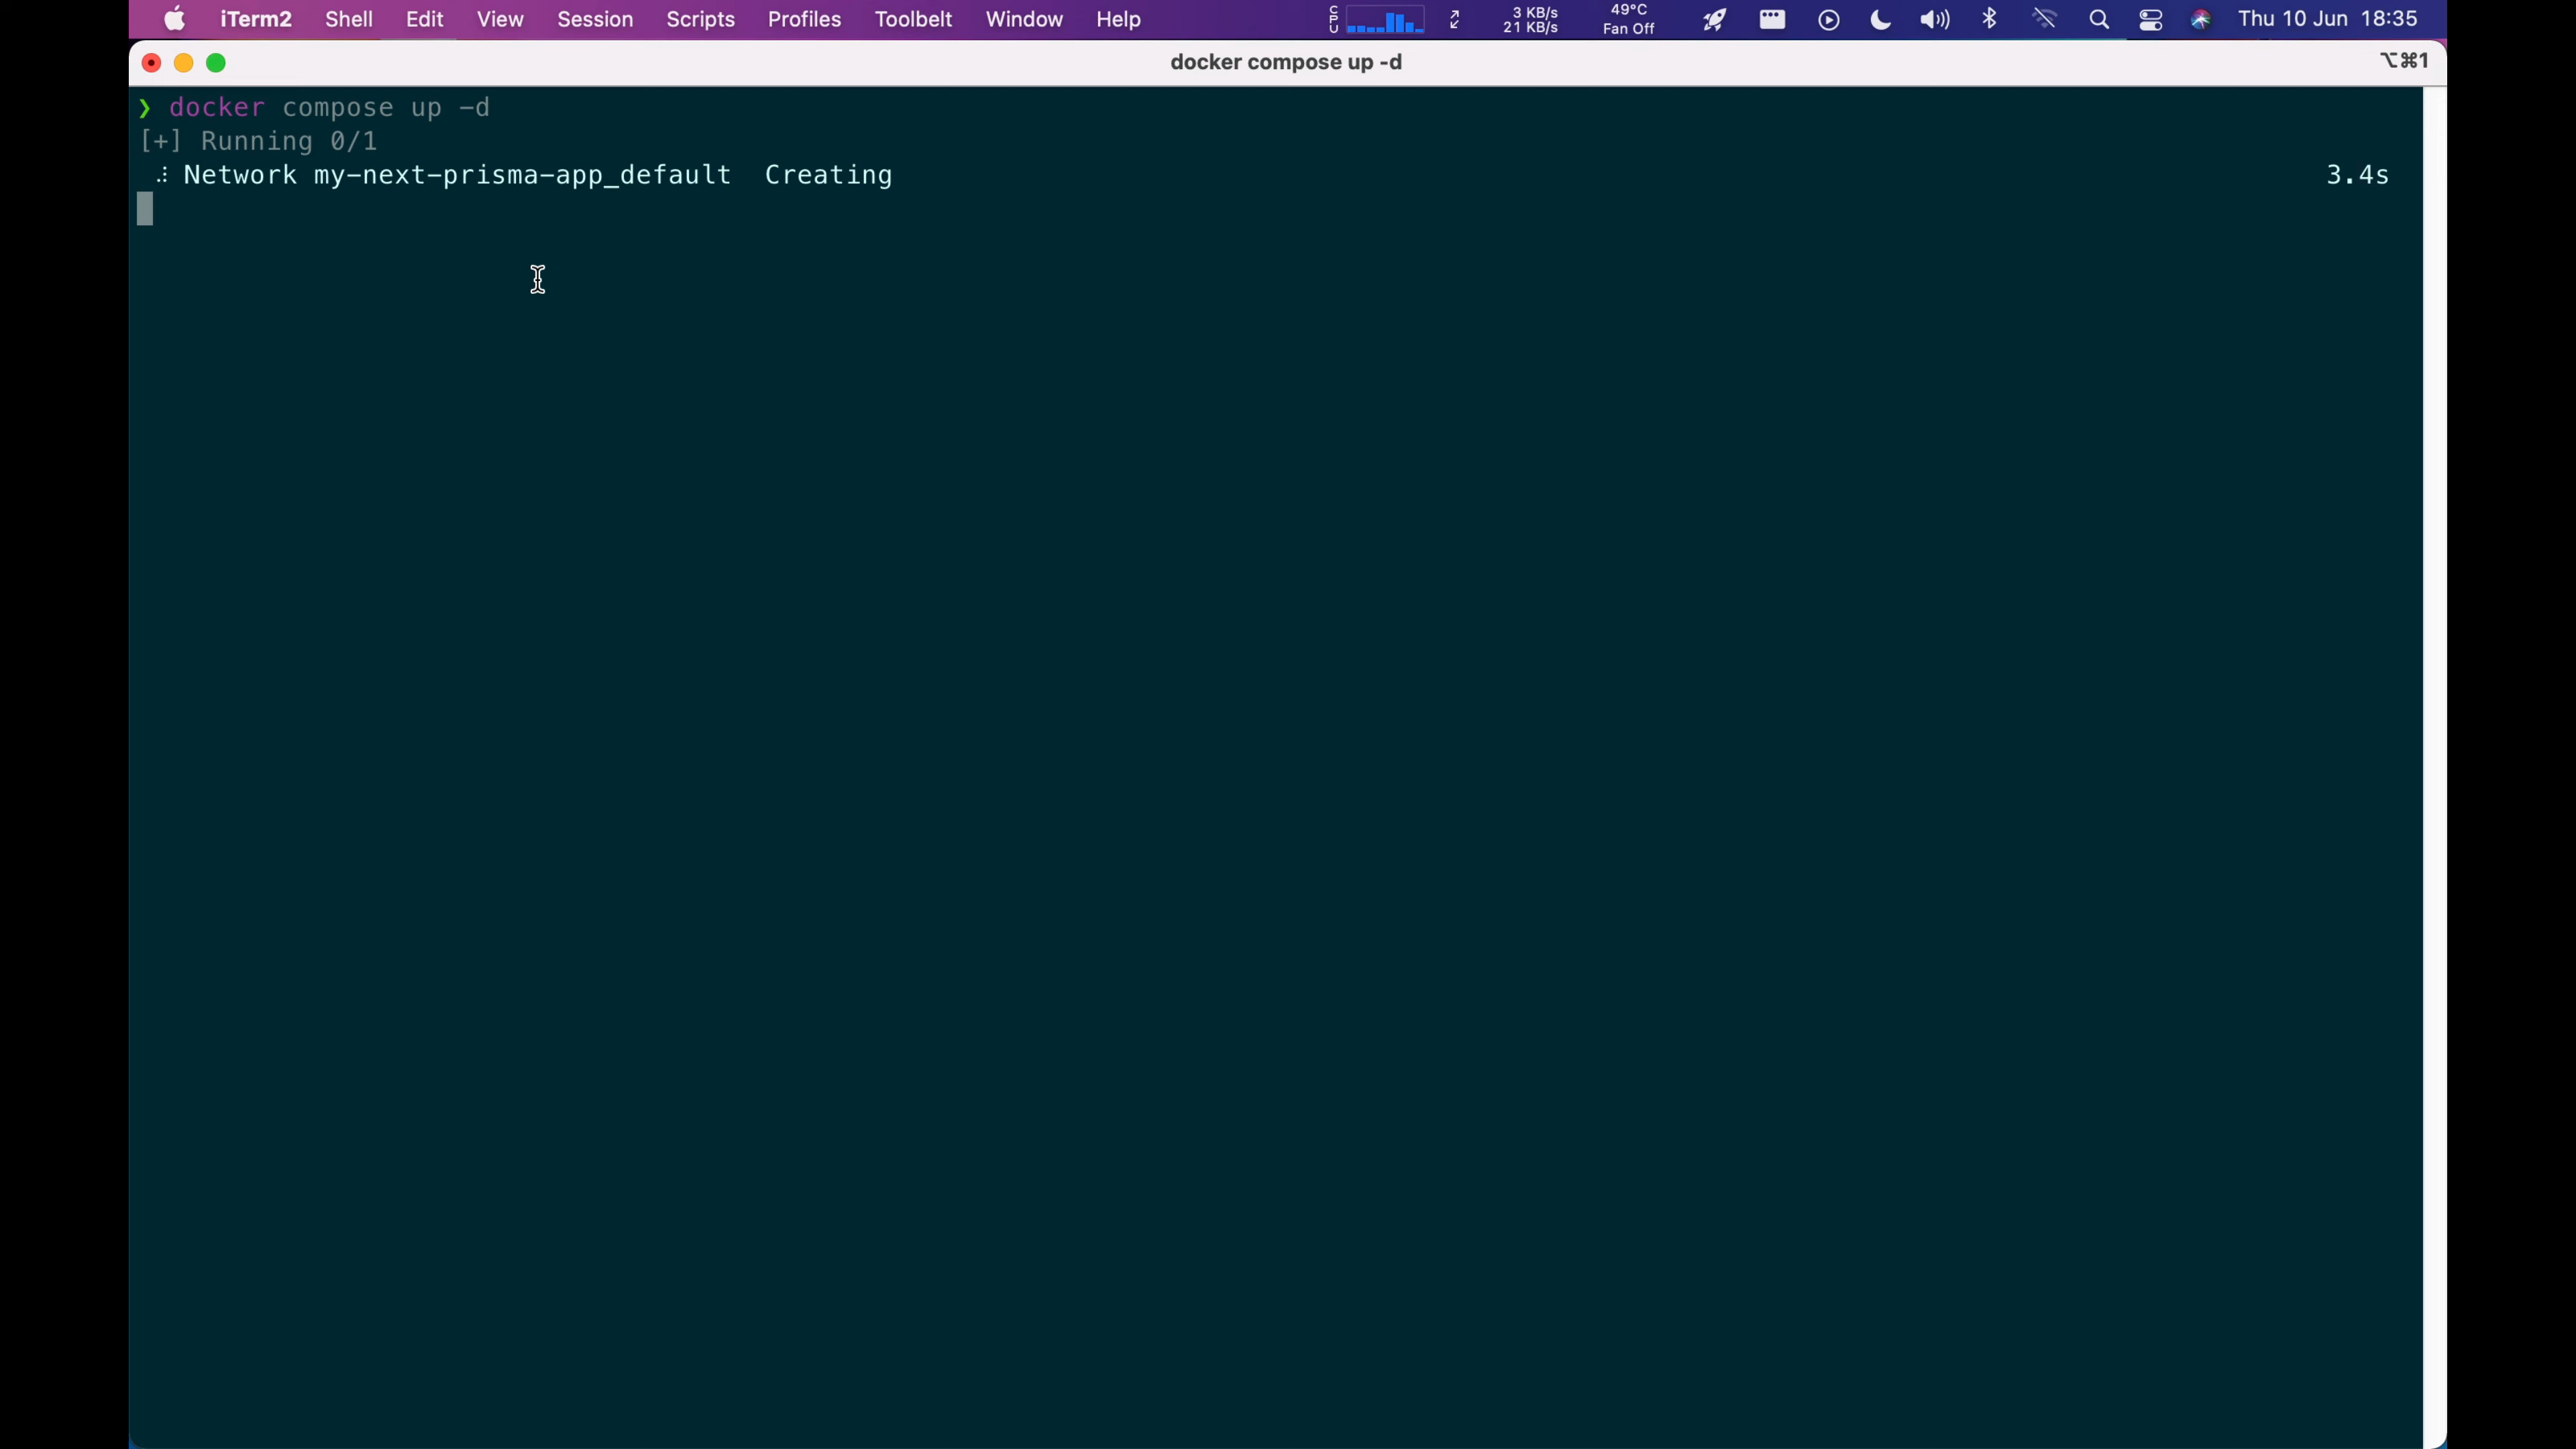 iTerm2 Shell Edit View Session Scripts Profiles Toolbelt Window Help CPU 3 KB/s 21 KB/s 49°C Fan Off Thu 10 Jun 18:35
docker compose up -d ⌥⌘1
❯ docker compose up -d
[+] Running 0/1
Network my-next-prisma-app_default Creating 3.4s